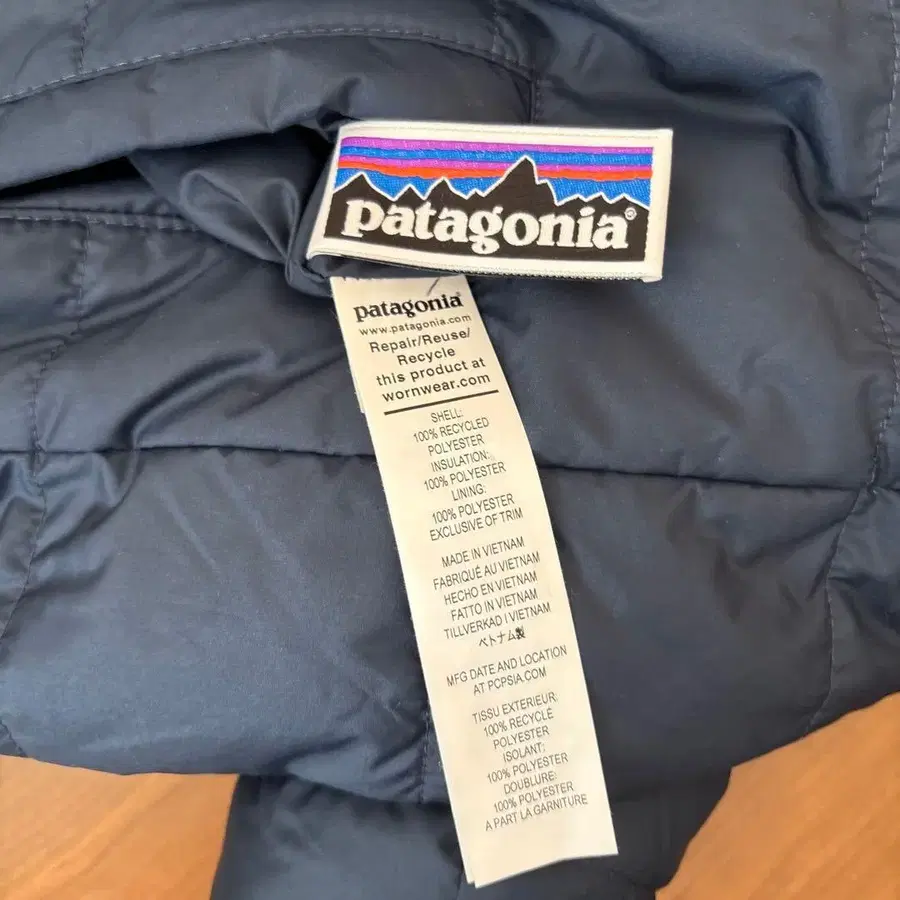 patagonia®
patagonia
www.patagonia.com
Repair/Reuse/
Recycle
this product at
wornwear.com
SHELL:
100% RECYCLED
POLYESTER
INSULATION:
100% POLYESTER
LINING:
100% POLYESTER
EXCLUSIVE OF TRIM
MADE IN VIETNAM
FABRIQUÉ AU VIETNAM
HECHO EN VIETNAM
FATTO IN VIETNAM
TILLVERKAD I VIETNAM
ベトナム製
MFG DATE AND LOCATION
AT PCPSIA.COM
TISSU EXTERIEUR:
100% RECYCLÉ
POLYESTER
ISOLANT:
100% POLYESTER
DOUBLURE:
100% POLYESTER
A PART LA GARNITURE